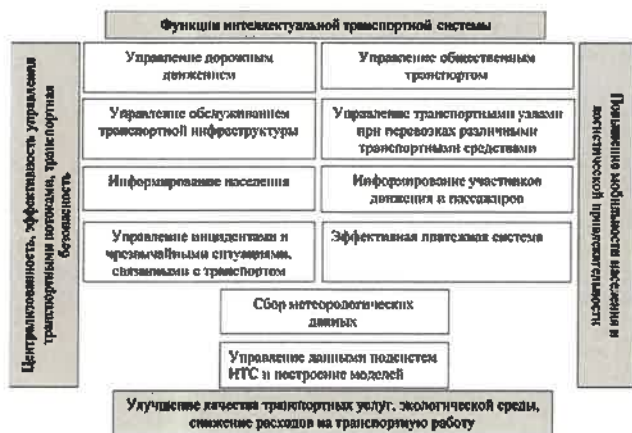 Функции интеллектуальной транспортной системы
Централизованность, эффективность управления
транспортными потоками, транспортная
безопасность
Управление дорожным
движением
Управление общественным
транспортом
Управление обслуживанием
транспортной инфраструктуры
Управление транспортными узлами
при перевозках различными
транспортными средствами
Информирование населения
Информирование участников
движения и пассажиров
Управление инцидентами и
чрезвычайными ситуациями,
связанными с транспортом
Эффективная платежная система
Сбор метеорологических
данных
Управление данными подсистем
ИТС и построение моделей
Повышение мобильности населения и
логистической привлекательности
Улучшение качества транспортных услуг, экологической среды,
снижение расходов на транспортную работу